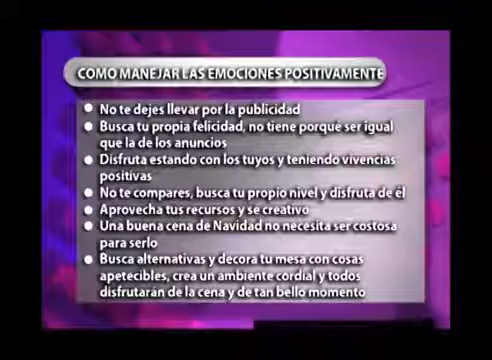 COMO MANEJAR LAS EMOCIONES POSITIVAMENTE
No te dejes llevar por la publicidad
Busca tu propia felicidad, no tiene porqué ser igual
que la de los anuncios
Disfruta estando con los tuyos y teniendo vivencias
positivas
No te compares, busca tu propio nivel y disfruta de él
Aprovecha tus recursos y se creativo
Una buena cena de Navidad no necesita ser costosa
para serlo
Busca alternativas y decora tu mesa con cosas
apetecibles, crea un ambiente cordial y todos
disfrutarán de la cena y de tan bello momento